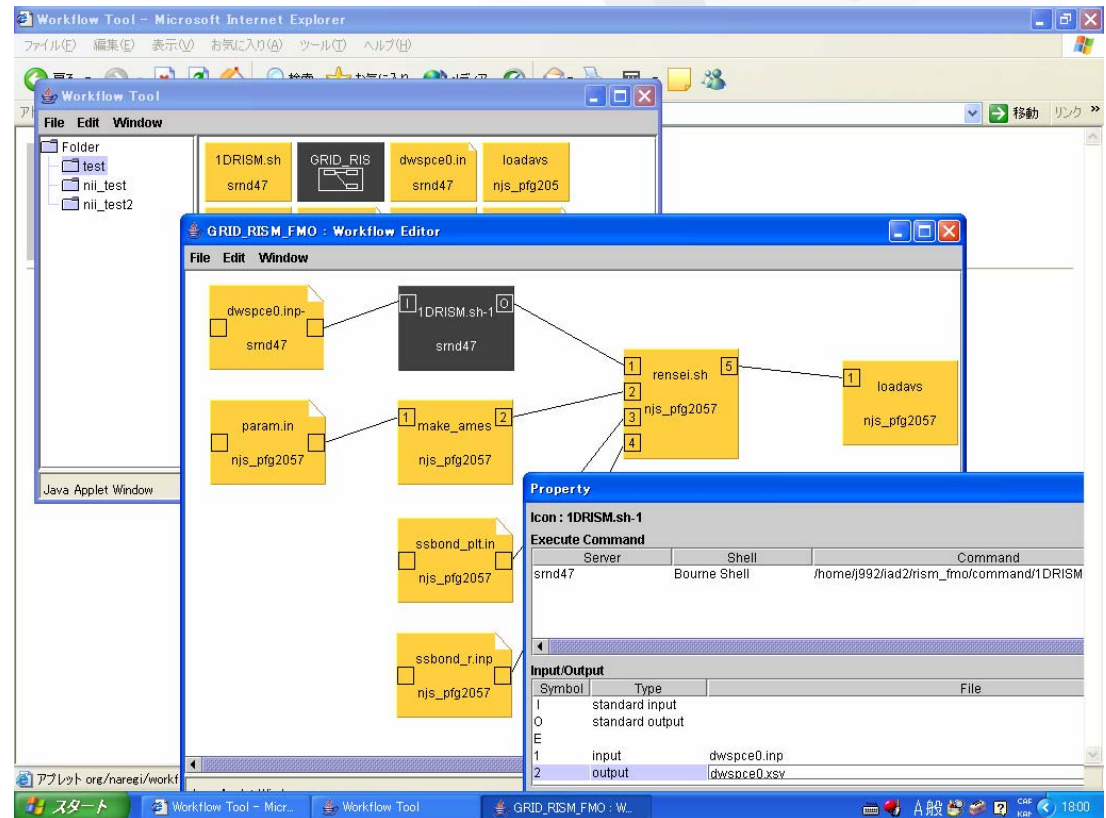 Workflow Tool - Microsoft Internet Explorer
ファイル(F) 編集(E) 表示(V) お気に入り(A) ツール(T) ヘルプ(H)
移動 リンク »
Workflow Tool
File Edit Window
Folder
test
nii_test
nii_test2
1DRISM.sh
srnd47
GRID_RIS
dwspce0.in
srnd47
loadavs
njs_pfg205
Java Applet Window
GRID_RISM_FMO : Workflow Editor
File Edit Window
dwspce0.inp-
srnd47
I 1DRISM.sh-1 O
srnd47
1 rensei.sh 5
2
3 njs_pfg2057
4
1 loadavs
njs_pfg2057
param.in
njs_pfg2057
1 make_ames 2
njs_pfg2057
ssbond_plt.in
njs_pfg2057
ssbond_r.inp
njs_pfg2057
Property
Icon : 1DRISM.sh-1
Execute Command
Server Shell Command
srnd47 Bourne Shell /home/j992/iad2/rism_fmo/command/1DRISM
Input/Output
Symbol Type File
I standard input
O standard output
E
1 input dwspce0.inp
2 output dwspce0.xsv
アプレット org/naregi/workf
スタート Workflow Tool - Micr... Workflow Tool GRID_RISM_FMO : W... A 般 CAPS KANA 18:00